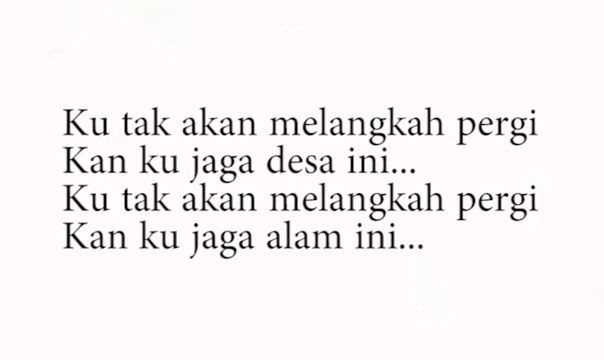 Ku tak akan melangkah pergi
Kan ku jaga desa ini...
Ku tak akan melangkah pergi
Kan ku jaga alam ini...